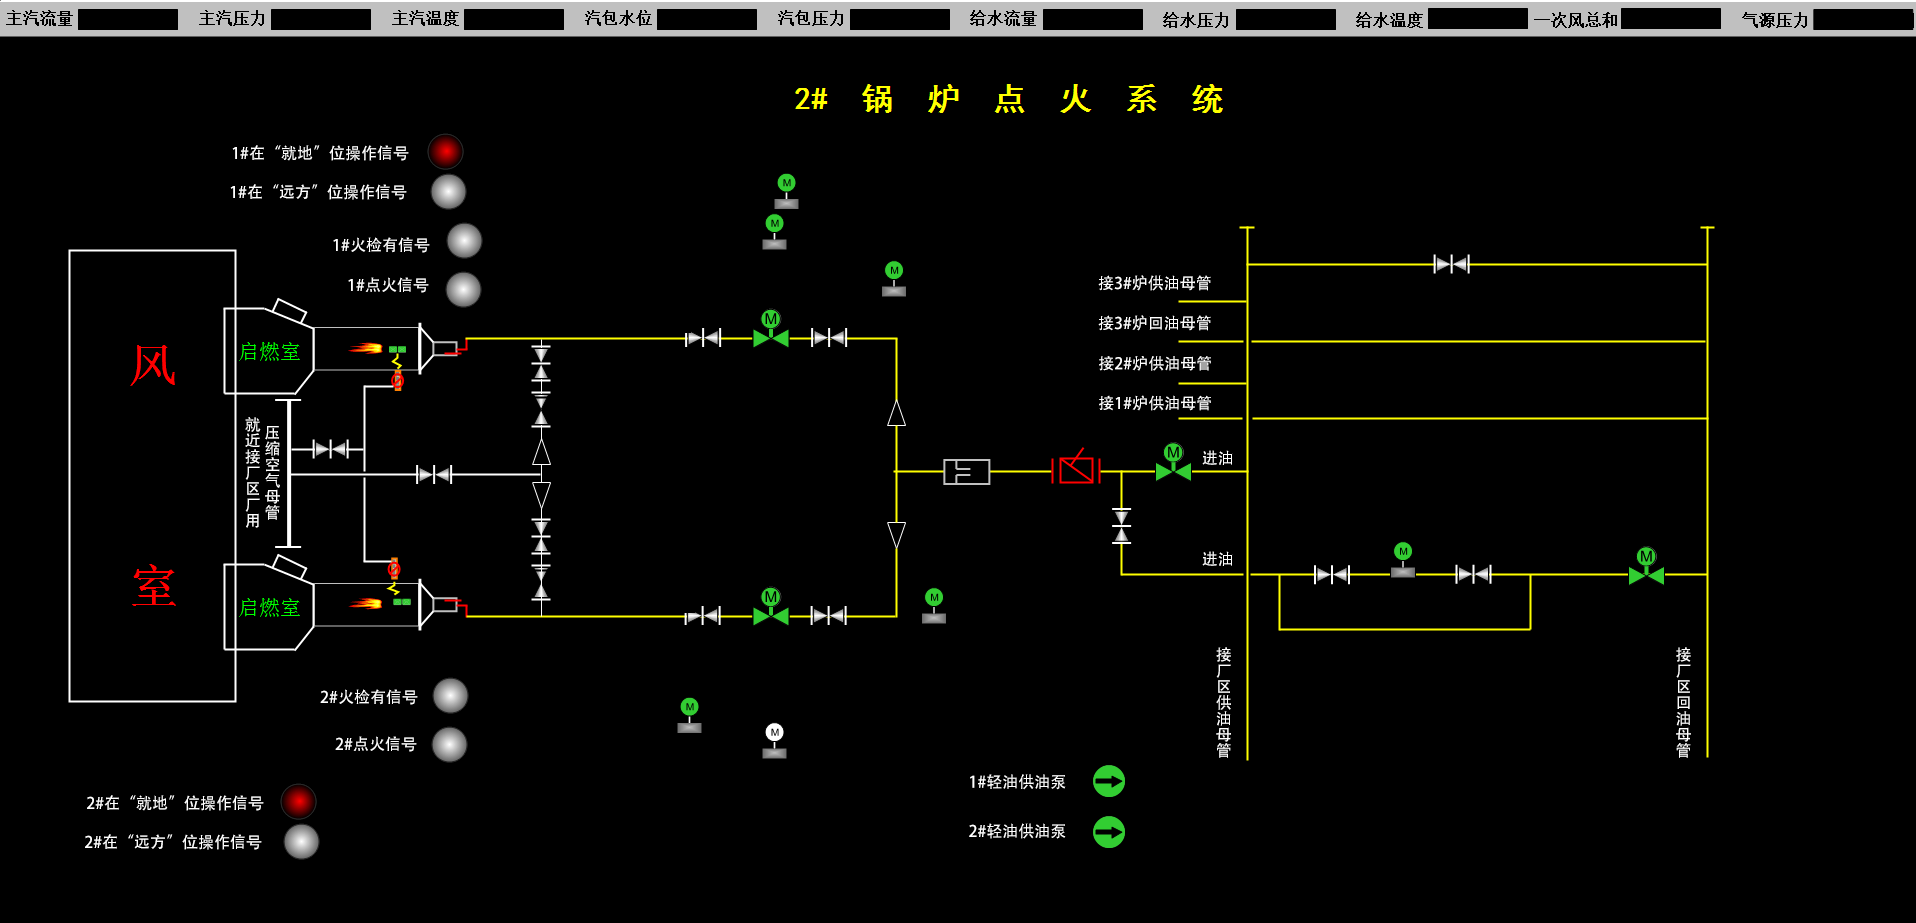 主汽流量 主汽压力 主汽温度 汽包水位 汽包压力 给水流量 给水压力 给水温度 一次风总和 气源压力
2# 锅 炉 点 火 系 统
1#在“就地”位操作信号
1#在“远方”位操作信号
1#火检有信号
1#点火信号
M
M
M
接3#炉供油母管
接3#炉回油母管
接2#炉供油母管
接1#炉供油母管
M
启燃室
风
就近接厂区厂用
压缩空气母管
M
进油
室
进油
M
M
启燃室
M
M
接厂区供油母管
接厂区回油母管
2#火检有信号
2#点火信号
M
M
1#轻油供油泵
2#轻油供油泵
2#在“就地”位操作信号
2#在“远方”位操作信号